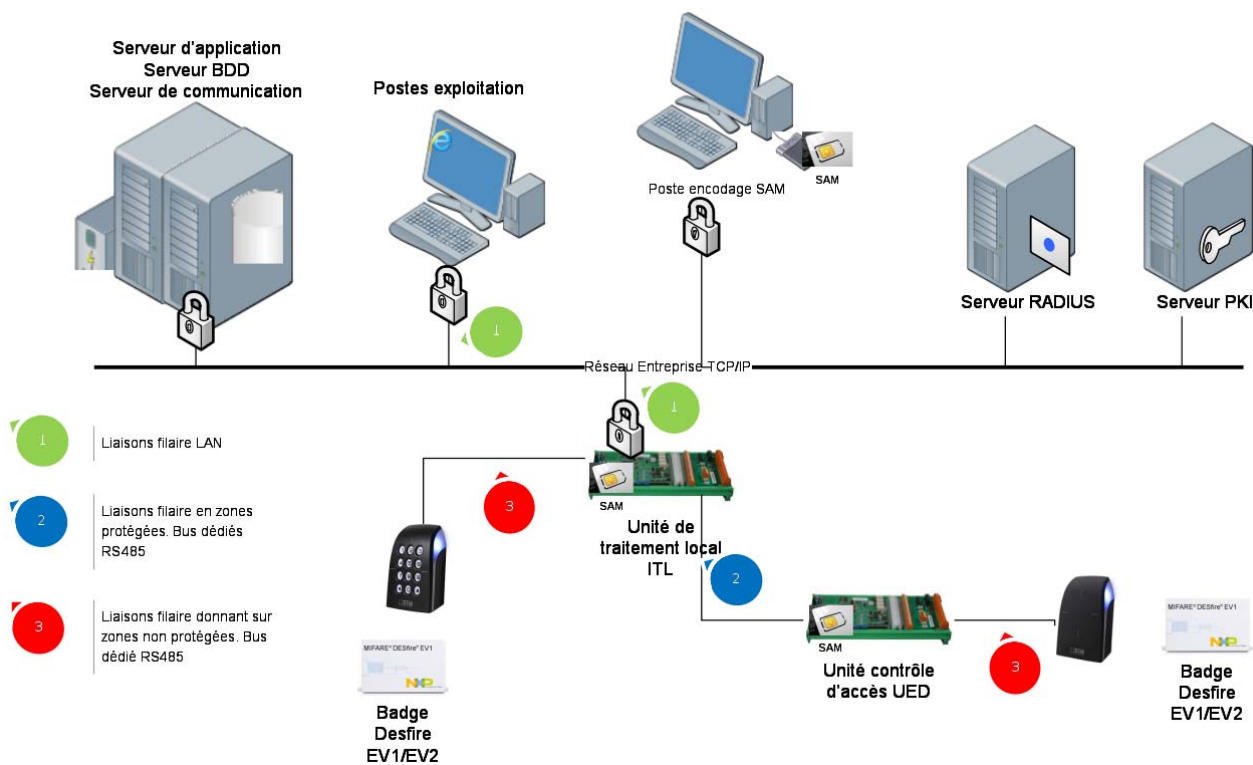 Serveur d'application
Serveur BDD
Serveur de communication
Postes exploitation
Poste encodage SAM
SAM
Serveur RADIUS
Serveur PKI
1
Réseau Entreprise TCP/IP
1
1
Liaisons filaire LAN
2
Liaisons filaire en zones
protégées. Bus dédiés
RS485
3
Liaisons filaire donnant sur
zones non protégées. Bus
dédié RS485
3
SAM
Unité de
traitement local
ITL
2
SAM
Unité contrôle
d'accès UED
3
MIFARE® DESfire® EV1
NXP
Badge
Desfire
EV1/EV2
MIFARE® DESfire® EV1
NXP
Badge
Desfire
EV1/EV2